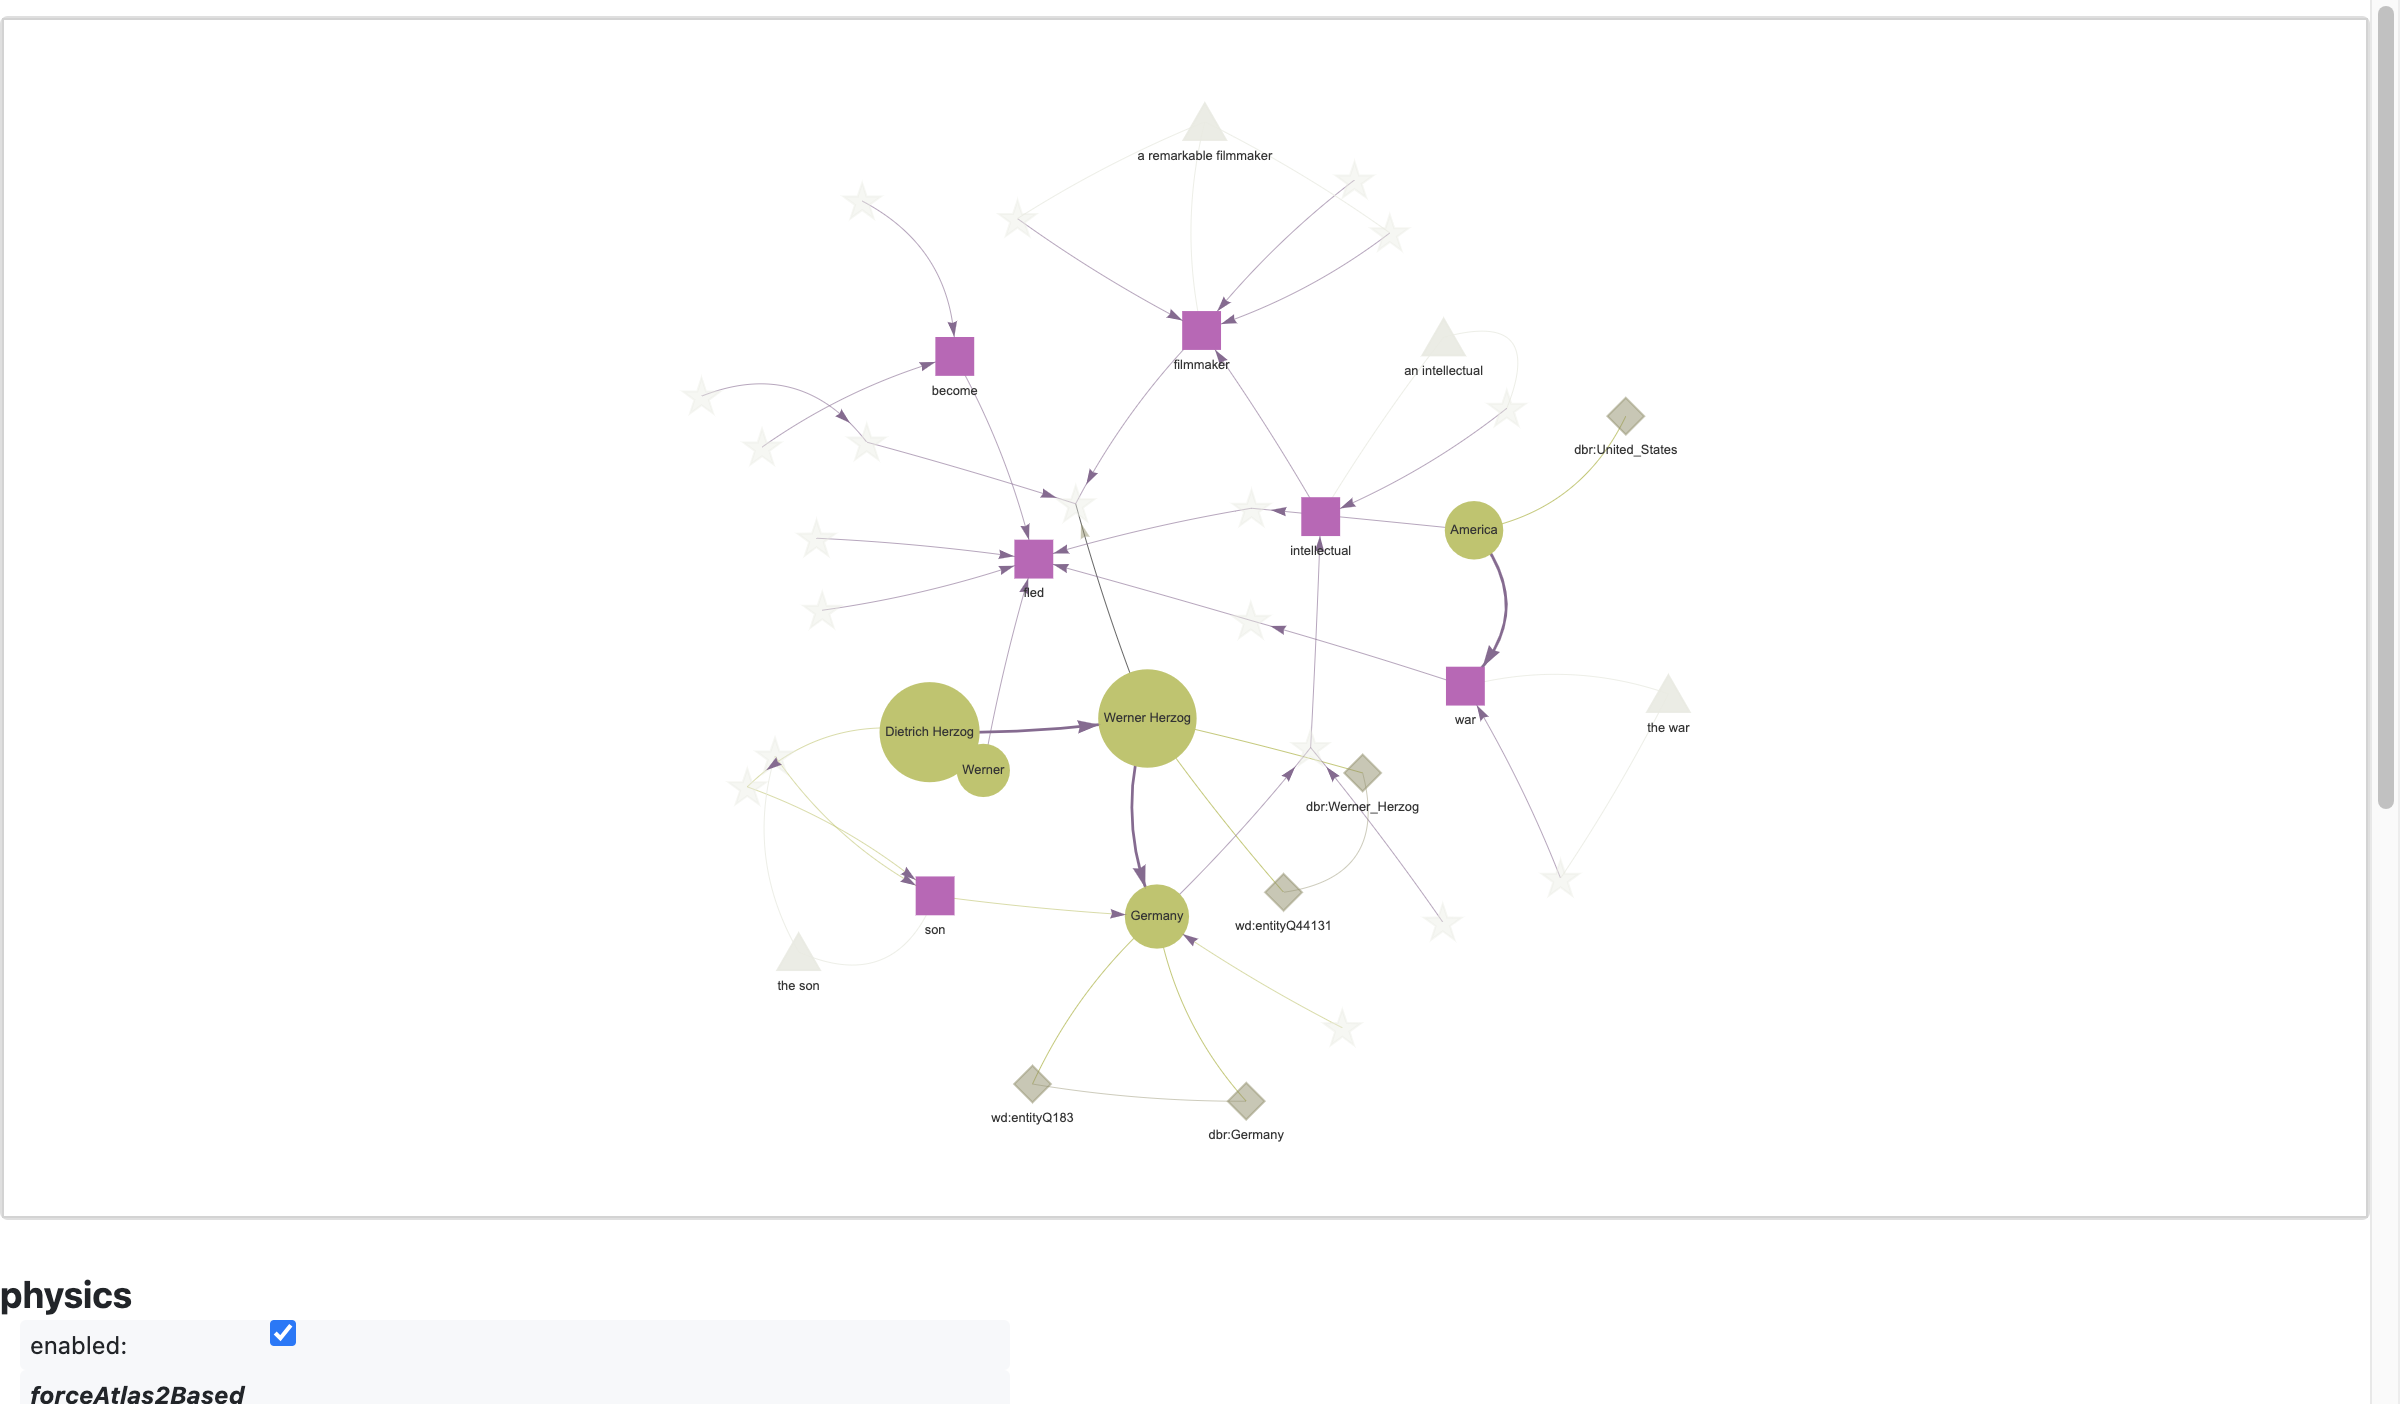 a remarkable filmmaker
filmmaker
an intellectual
become
dbr:United_States
America
intellectual
fled
Dietrich Herzog
Werner Herzog
Werner
war
the war
dbr:Werner_Herzog
son
Germany
wd:entityQ44131
the son
wd:entityQ183
dbr:Germany
physics
enabled:
forceAtlas2Based